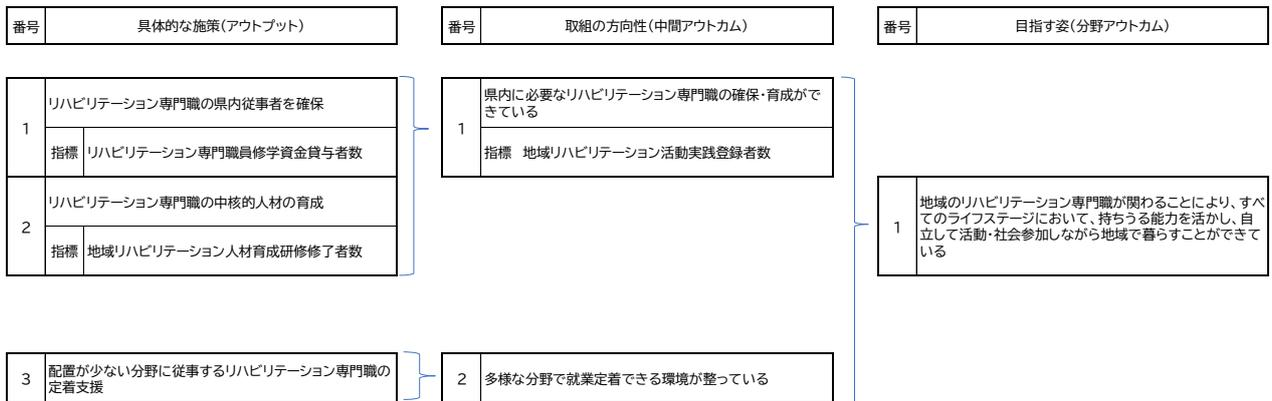 番号 具体的な施策(アウトプット)
番号 取組の方向性(中間アウトカム)
番号 目指す姿(分野アウトカム)
1 リハビリテーション専門職の県内従事者を確保
指標 リハビリテーション専門職員修学資金貸与者数
2 リハビリテーション専門職の中核的人材の育成
指標 地域リハビリテーション人材育成研修修了者数
3 配置が少ない分野に従事するリハビリテーション専門職の
定着支援
1 県内に必要なリハビリテーション専門職の確保・育成がで
きている
指標 地域リハビリテーション活動実践登録者数
2 多様な分野で就業定着できる環境が整っている
1 地域のリハビリテーション専門職が関わることにより、すべ
てのライフステージにおいて、持ちうる能力を活かし、自
立して活動・社会参加しながら地域で暮らすことができて
いる